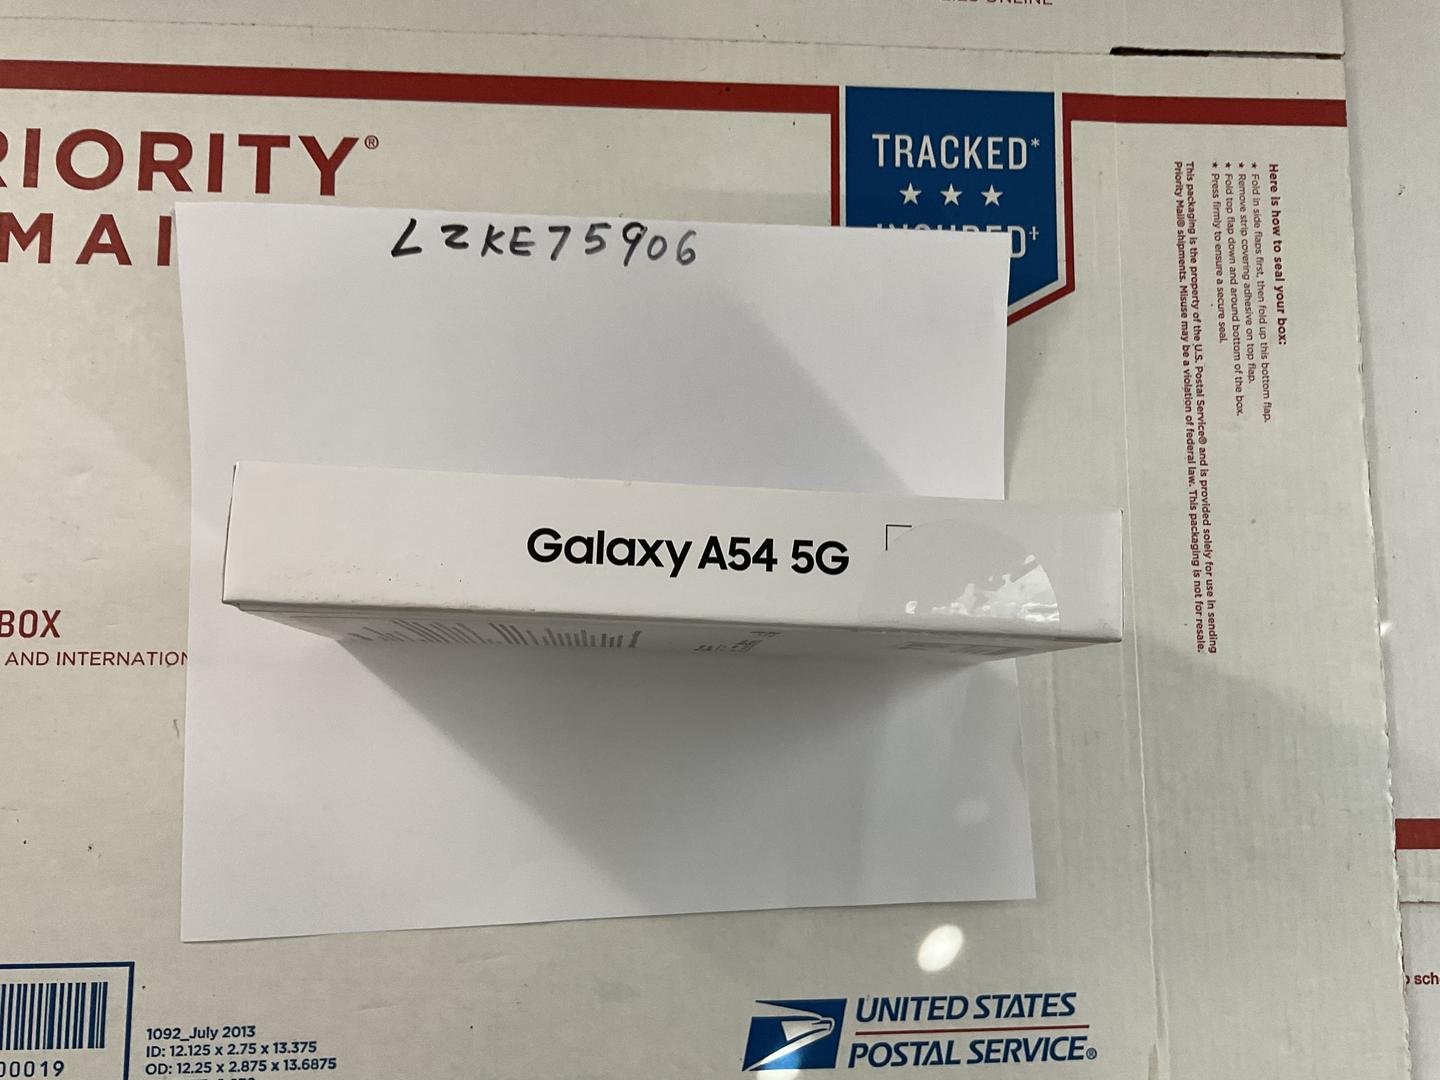 RIORITY®
MAI
TRACKED*
★ ★ ★
INSURED†
LZKE75906
Here is how to seal your box:
★ Fold in side flaps first, then fold up this bottom flap.
★ Remove strip covering adhesive on top flap.
★ Fold top flap down and around bottom of the box.
★ Press firmly to ensure a secure seal.
This packaging is the property of the U.S. Postal Service® and is provided solely for use in sending
Priority Mail® shipments. Misuse may be a violation of federal law. This packaging is not for resale.
Galaxy A54 5G
BOX
AND INTERNATION
00019
1092_July 2013
ID: 12.125 x 2.75 x 13.375
OD: 12.25 x 2.875 x 13.6875
UNITED STATES
POSTAL SERVICE®
sch
ONLINE